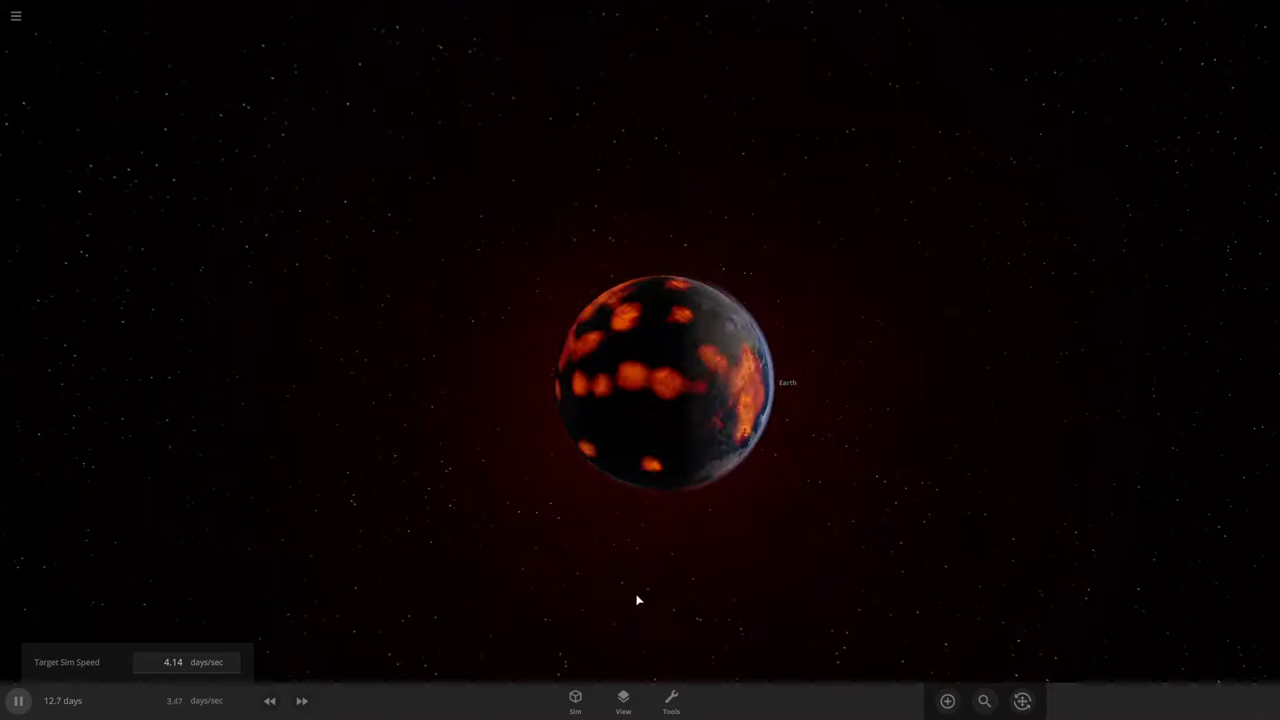 Earth
Target Sim Speed 4.14 days/sec
12.7 days 3.47 days/sec
Sim View Tools